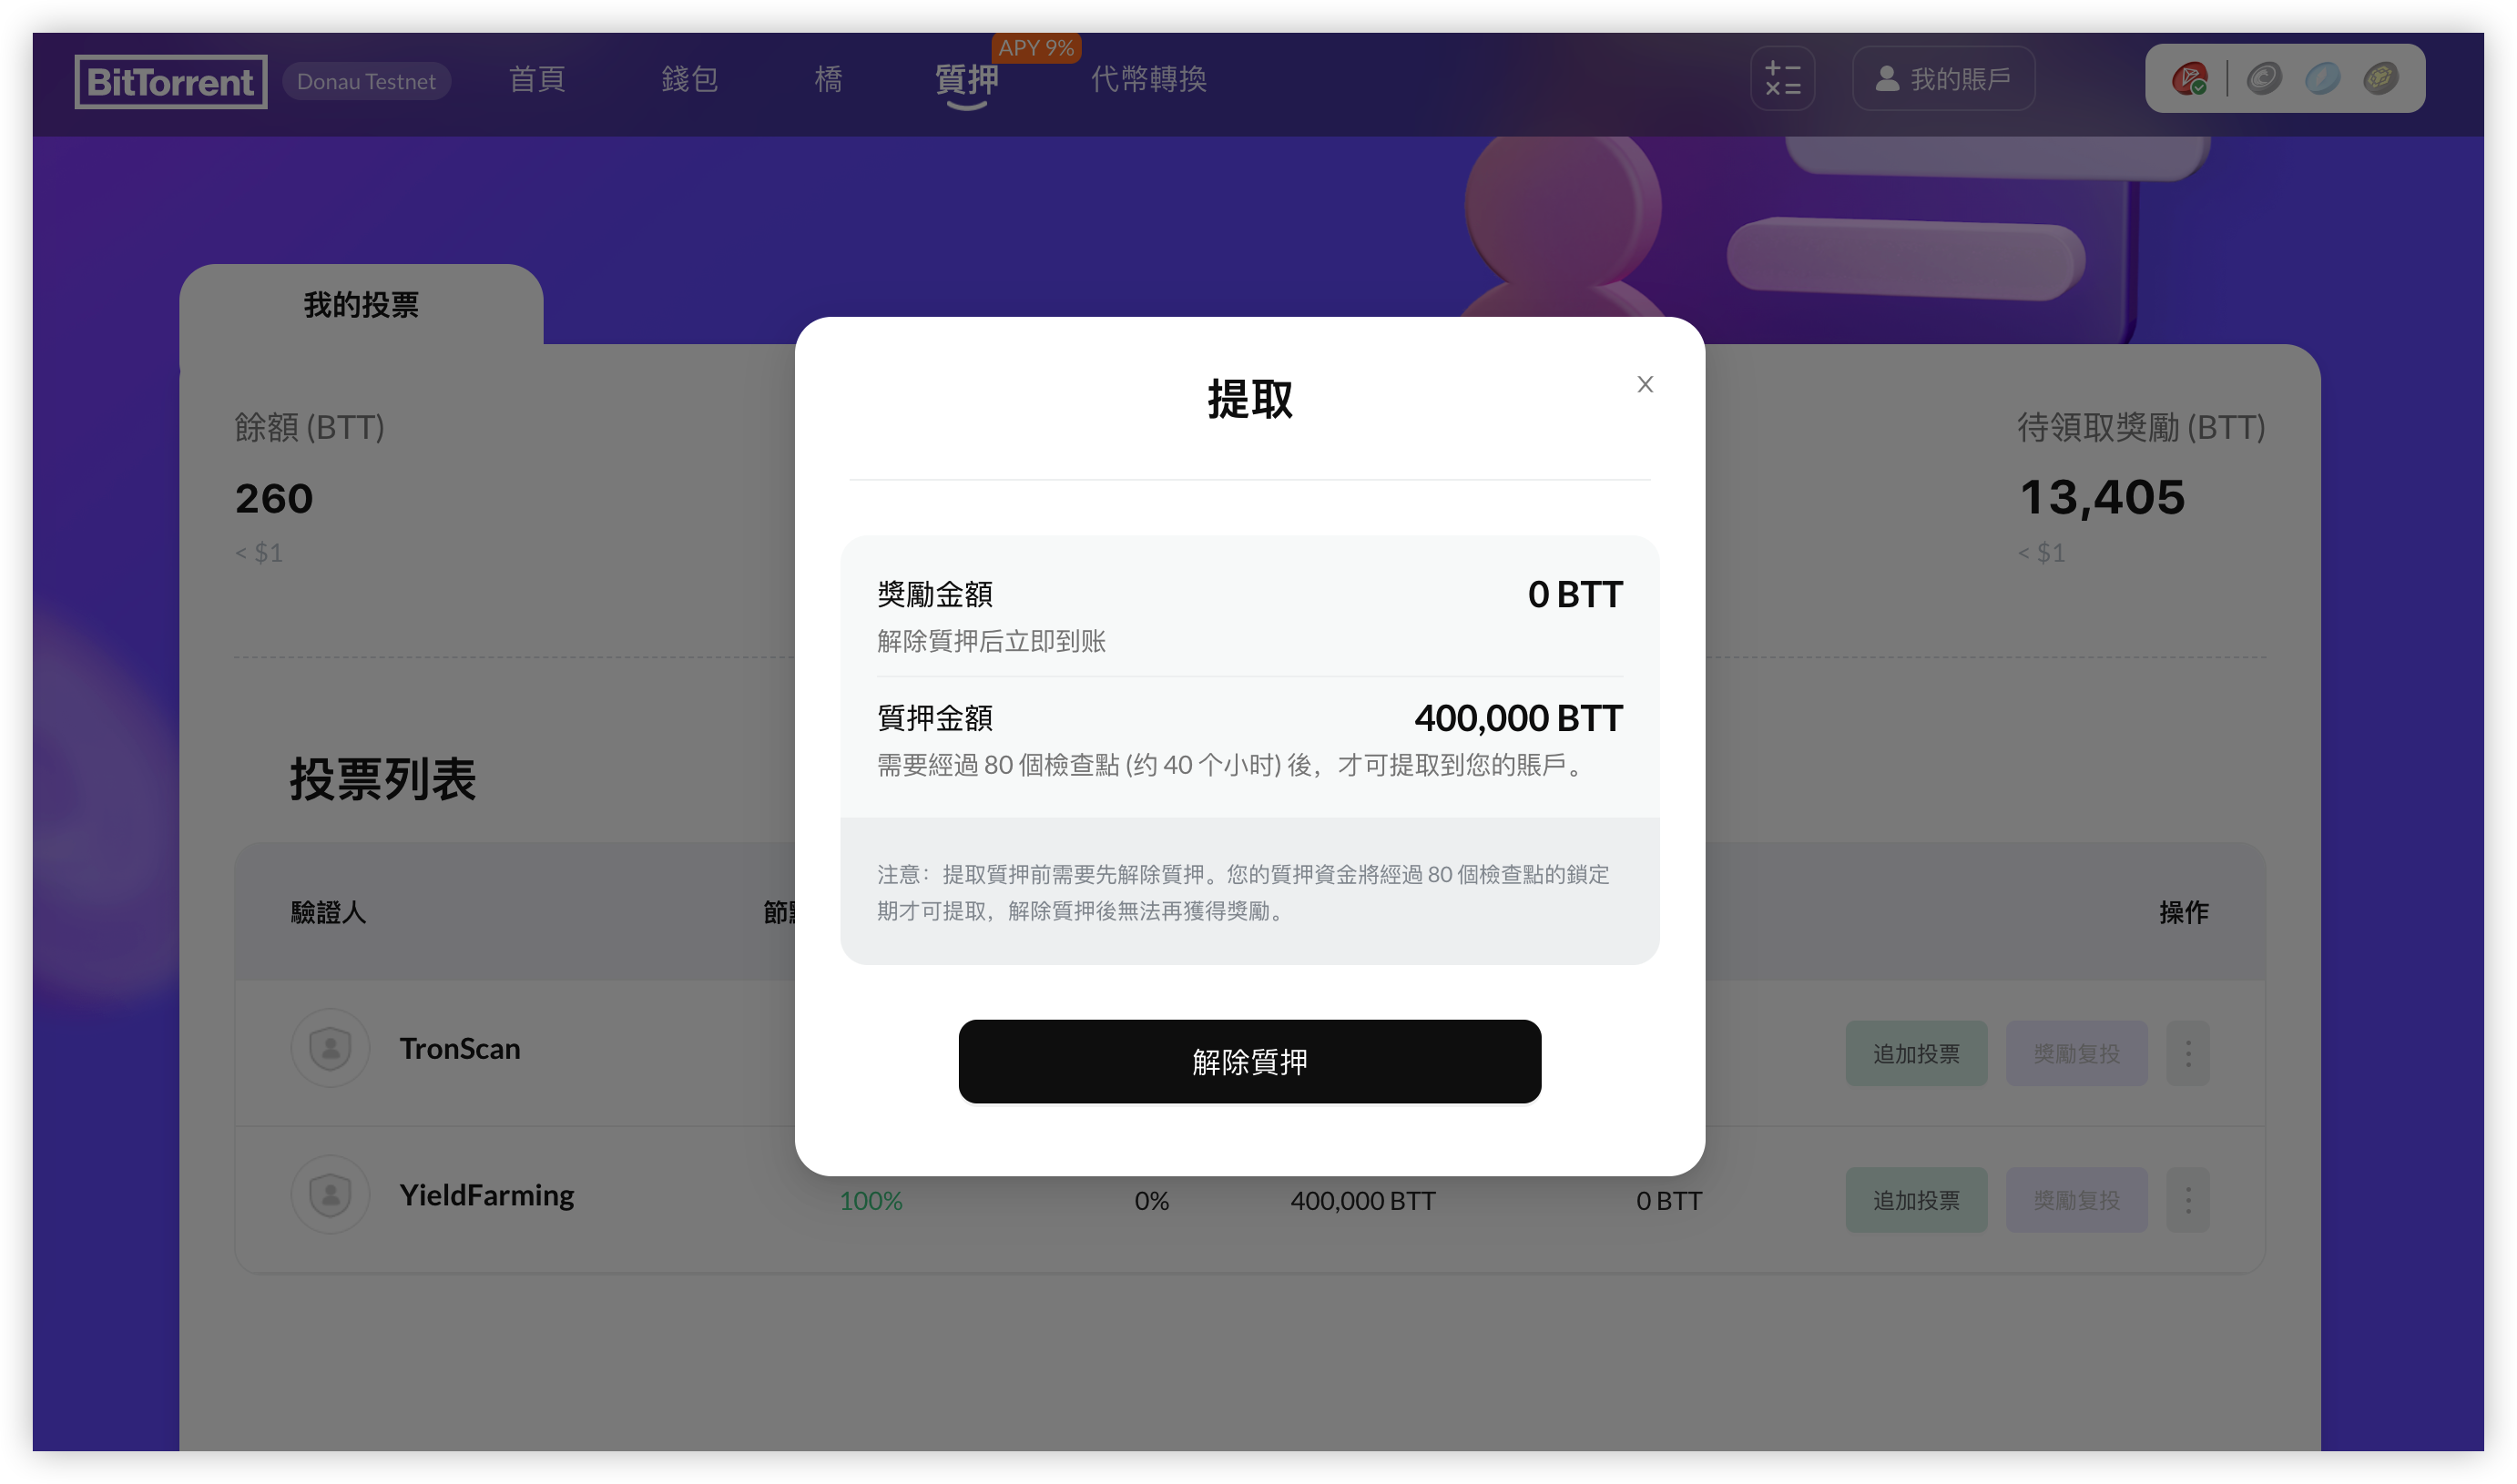 BitTorrent
Donau Testnet
首頁
錢包
橋
質押
APY 9%
代幣轉換
我的賬戶
我的投票
餘額 (BTT)
260
< $1
待領取獎勵 (BTT)
13,405
< $1
提取
X
獎勵金額
0 BTT
解除質押后立即到账
質押金額
400,000 BTT
需要經過 80 個檢查點 (约 40 个小时) 後，才可提取到您的賬戶。
注意：提取質押前需要先解除質押。您的質押資金將經過 80 個檢查點的鎖定
期才可提取，解除質押後無法再獲得獎勵。
解除質押
投票列表
驗證人
節
操作
TronScan
追加投票
獎勵复投
YieldFarming
100%
0%
400,000 BTT
0 BTT
追加投票
獎勵复投